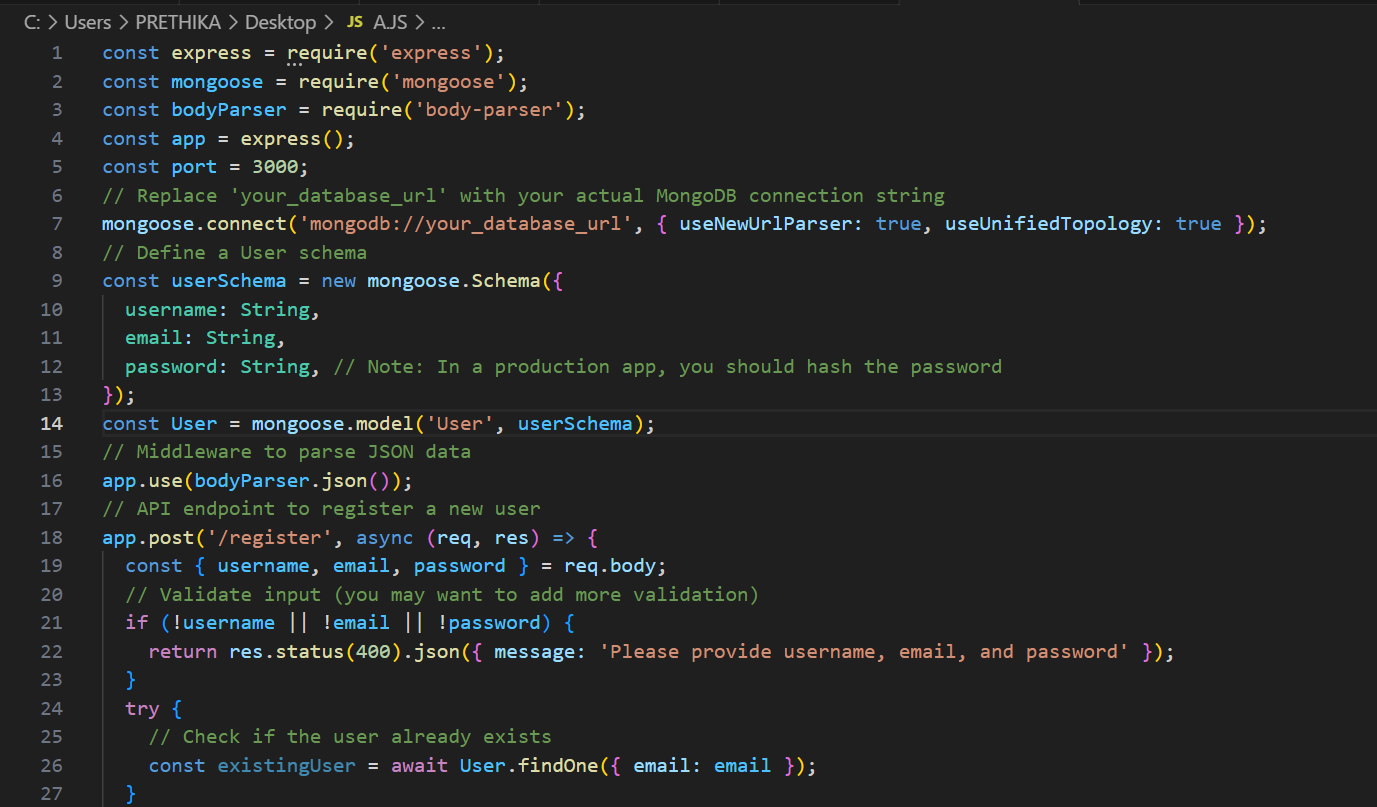 C: > Users > PRETHIKA > Desktop > JS A.JS > ...
1 const express = require('express');
2 const mongoose = require('mongoose');
3 const bodyParser = require('body-parser');
4 const app = express();
5 const port = 3000;
6 // Replace 'your_database_url' with your actual MongoDB connection string
7 mongoose.connect('mongodb://your_database_url', { useNewUrlParser: true, useUnifiedTopology: true });
8 // Define a User schema
9 const userSchema = new mongoose.Schema({
10   username: String,
11   email: String,
12   password: String, // Note: In a production app, you should hash the password
13 });
14 const User = mongoose.model('User', userSchema);
15 // Middleware to parse JSON data
16 app.use(bodyParser.json());
17 // API endpoint to register a new user
18 app.post('/register', async (req, res) => {
19   const { username, email, password } = req.body;
20   // Validate input (you may want to add more validation)
21   if (!username || !email || !password) {
22     return res.status(400).json({ message: 'Please provide username, email, and password' });
23   }
24   try {
25     // Check if the user already exists
26     const existingUser = await User.findOne({ email: email });
27   }